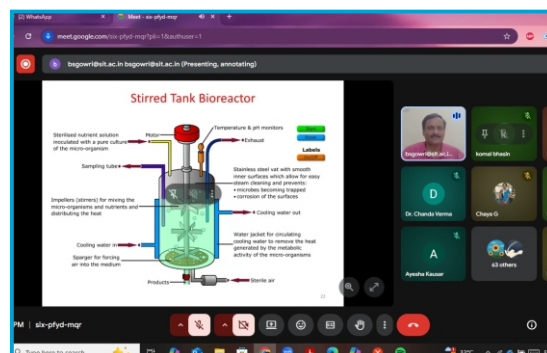 WhatsApp
Meet - six-pfyd-mqr
meet.google.com/six-pfyd-mqr?pli=1&authuser=1
b
bsgowri@sit.ac.in bsgowri@sit.ac.in (Presenting, annotating)
Stirred Tank Bioreactor
Sterilised nutrient solution
inoculated with a pure culture
of the micro-organism
Motor
Temperature & pH monitors
Exhaust
Labels
Sampling tube
Stainless steel vat with smooth
inner surfaces which allow for easy
steam cleaning and prevents:
• microbes becoming trapped
• corrosion of the surfaces
Impellers (stirrers) for mixing the
micro-organisms and nutrients and
distributing the heat
Cooling water out
Water jacket for circulating
cooling water to remove the heat
generated by the metabolic
activity of the micro-organisms
Cooling water in
Sparger for forcing
air into the medium
Products
Sterile air
bsgowri@sit.ac.i...
komal bhasin
D
Dr. Chanda Verma
Chaya G
A
Ayesha Kausar
63 others
PM | six-pfyd-mqr
Type here to search